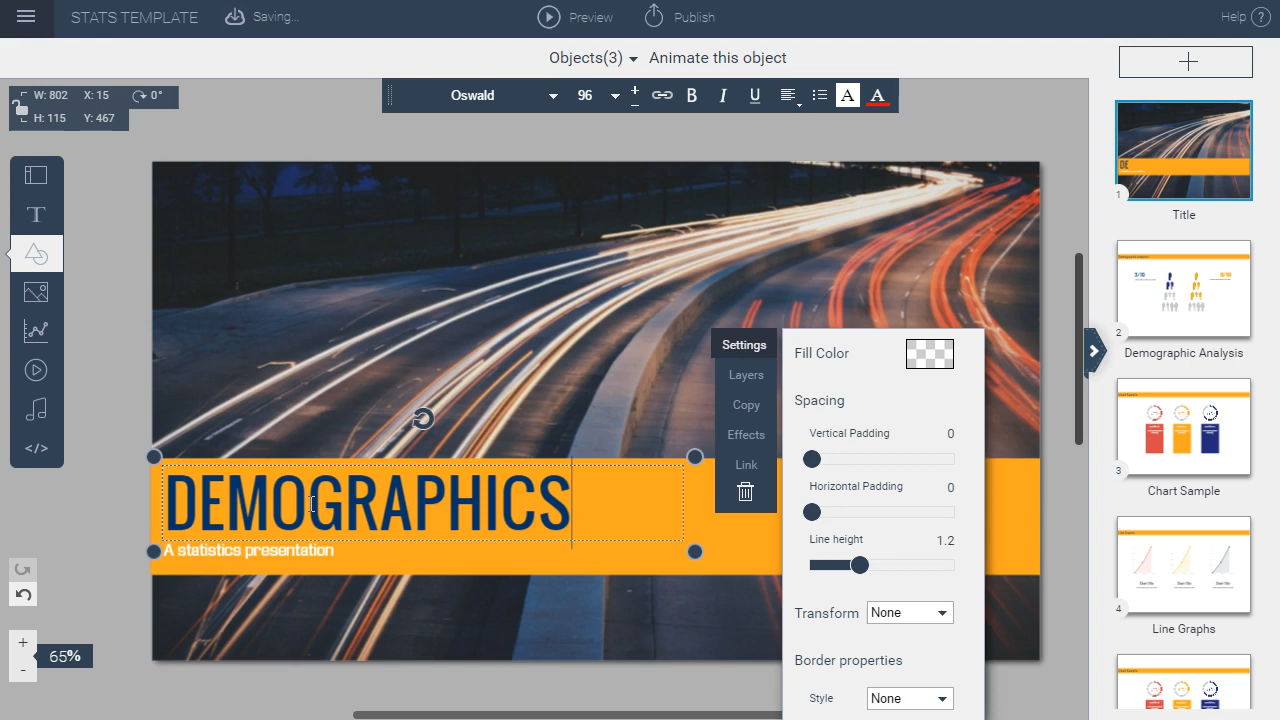 STATS TEMPLATE
Saving...
Preview
Publish
Help ?
Objects(3)
Animate this object
W: 802
X: 15
0°
H: 115
Y: 467
Oswald
96
+
-
B
I
U
A
A
T
</>
DEMOGRAPHICS
A statistics presentation
Settings
Layers
Copy
Effects
Link
Fill Color
Spacing
Vertical Padding
0
Horizontal Padding
0
Line height
1.2
Transform
None
Border properties
Style
None
+
65%
-
1
DE
Title
2
Demographic Analysis
3
Chart Sample
4
Line Graphs